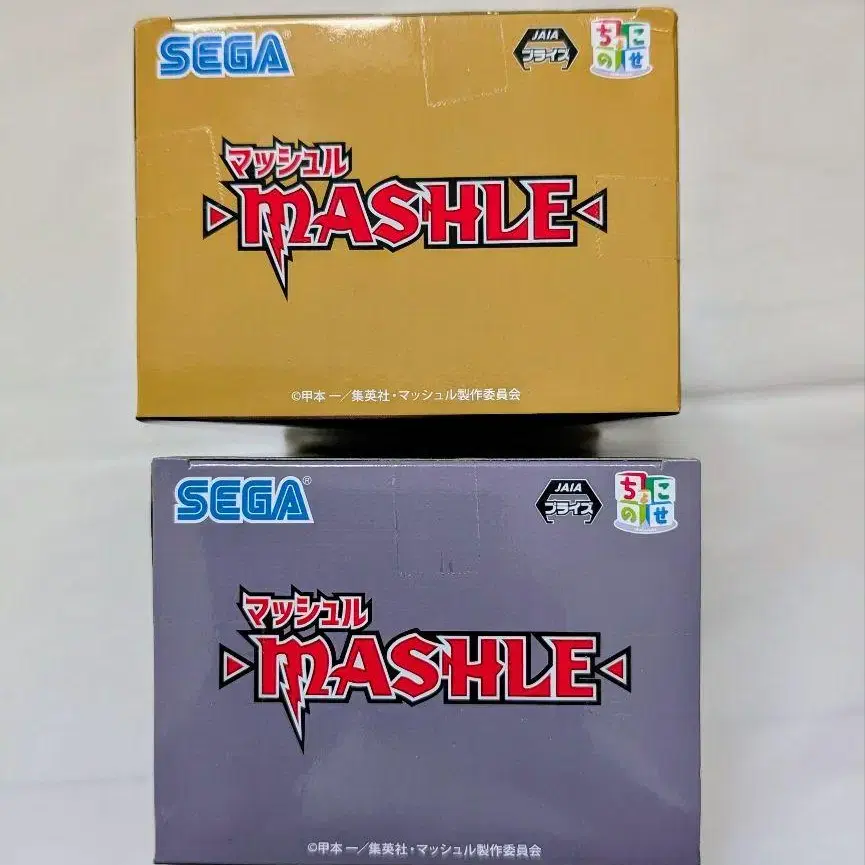 SEGA
JAIA
プライズ
ちょこ
のせ
マッシュル
MASHLE
©甲本 一／集英社・マッシュル製作委員会
SEGA®
JAIA
プライズ
ちょこ
のせ
マッシュル
MASHLE
©甲本 一／集英社・マッシュル製作委員会